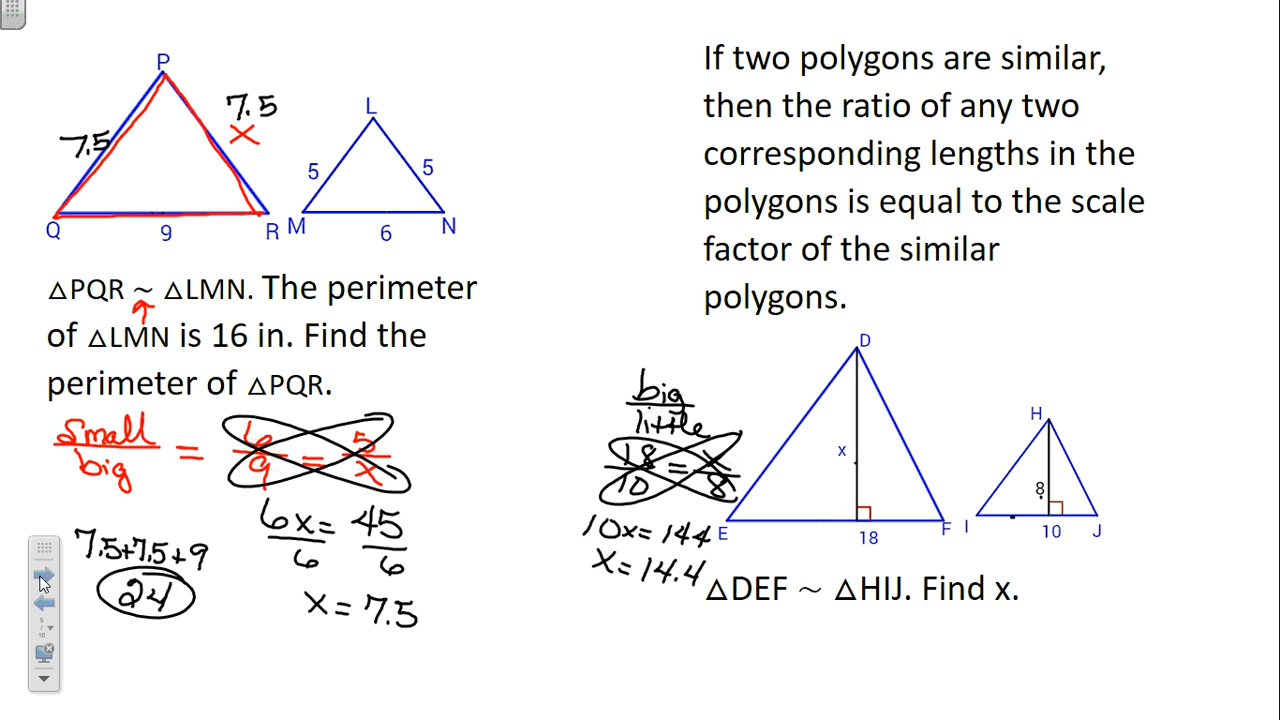 P
7.5
7.5
x
Q
R
9
L
5
5
M
N
6
△PQR ~ △LMN. The perimeter
of △LMN is 16 in. Find the
perimeter of △PQR.
small
big
=
6
9
=
5
x
6x = 45
6
6
x = 7.5
7.5+7.5+9
24
If two polygons are similar,
then the ratio of any two
corresponding lengths in the
polygons is equal to the scale
factor of the similar
polygons.
big
little
18
10
=
x
8
10x = 144
x = 14.4
D
x
E
F
18
H
8
I
10
J
△DEF ~ △HIJ. Find x.
5
/
10